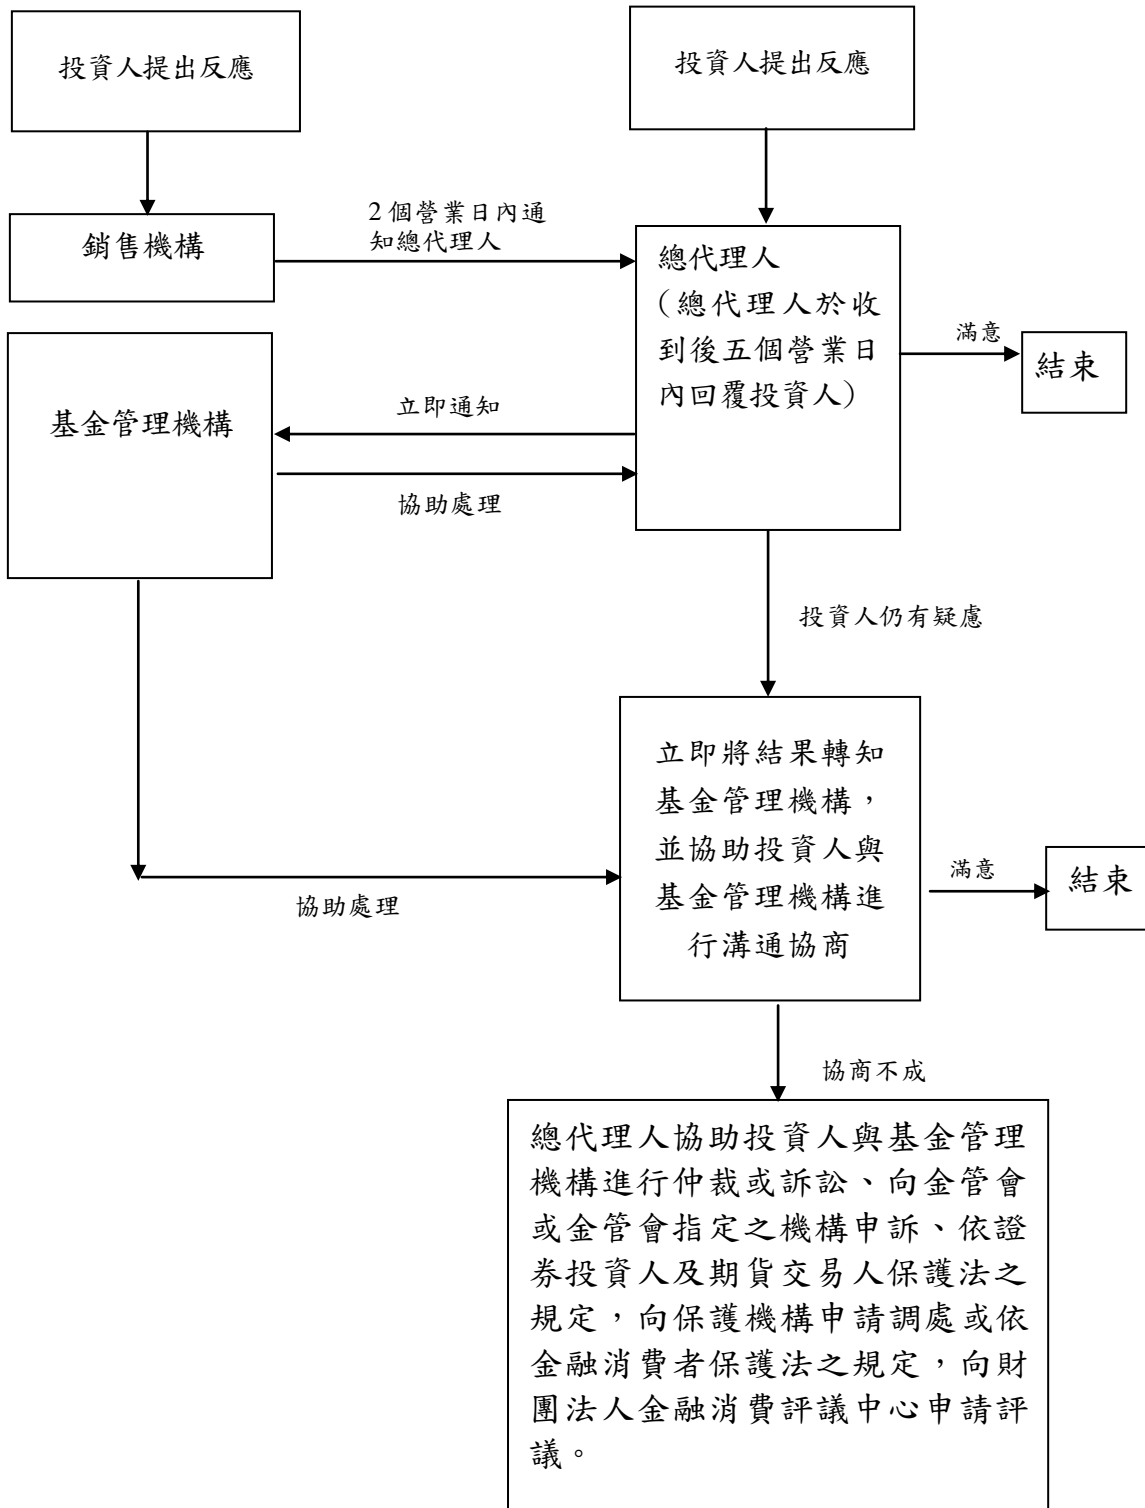 投資人提出反應
投資人提出反應
銷售機構
2 個營業日內通
知總代理人
總代理人
(總代理人於收
到後五個營業日
內回覆投資人)
滿意
結束
基金管理機構
立即通知
協助處理
投資人仍有疑慮
立即將結果轉知
基金管理機構，
並協助投資人與
基金管理機構進
行溝通協商
滿意
結束
協助處理
協商不成
總代理人協助投資人與基金管理
機構進行仲裁或訴訟、向金管會
或金管會指定之機構申訴、依證
券投資人及期貨交易人保護法之
規定，向保護機構申請調處或依
金融消費者保護法之規定，向財
團法人金融消費評議中心申請評
議。